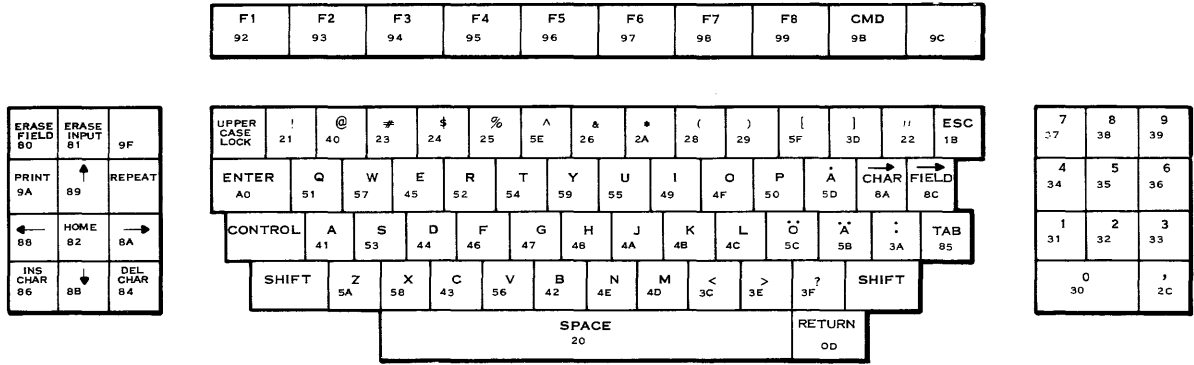 F1 F2 F3 F4 F5 F6 F7 F8 CMD
92 93 94 95 96 97 98 99 9B 9C
ERASE FIELD 80 ERASE INPUT 81 9F
PRINT 9A ↑ 89 REPEAT
← 88 HOME 82 → 8A
INS CHAR 86 ↓ 8B DEL CHAR 84
UPPER CASE LOCK ! @ # $ % ^ & * ( ) [ ] " ESC
21 40 23 24 25 5E 26 2A 28 29 5F 3D 22 1B
ENTER Q W E R T Y U I O P Å → CHAR → FIELD
A0 51 57 45 52 54 59 55 49 4F 50 5D 8A 8C
CONTROL A S D F G H J K L Ö Ä : TAB
41 53 44 46 47 48 4A 4B 4C 5C 5B 3A 85
SHIFT Z X C V B N M < > ? SHIFT
5A 58 43 56 42 4E 4D 3C 3E 3F
SPACE RETURN
20 0D
7 8 9
37 38 39
4 5 6
34 35 36
1 2 3
31 32 33
0 ,
30 2C